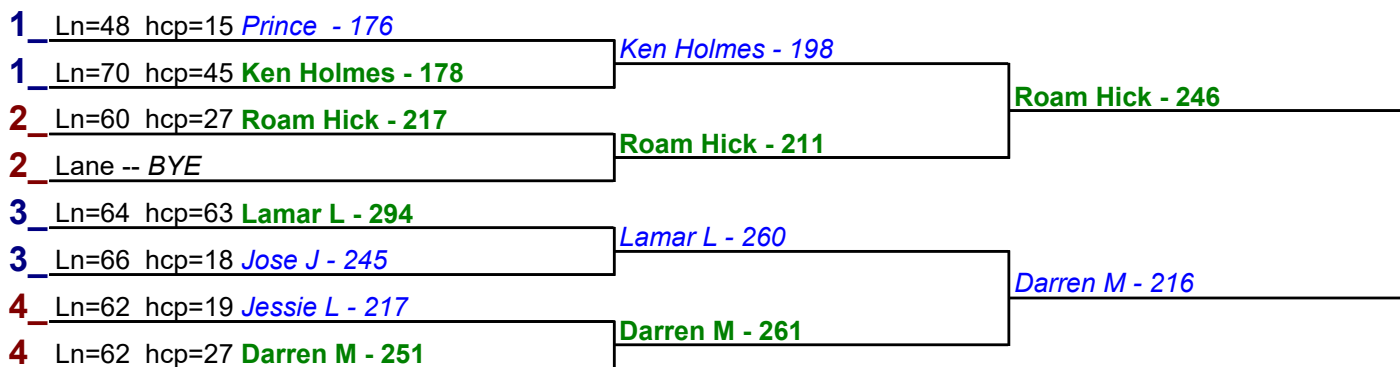 1_ Ln=48 hcp=15 Prince - 176
Ken Holmes - 198
1_ Ln=70 hcp=45 Ken Holmes - 178
Roam Hick - 246
2_ Ln=60 hcp=27 Roam Hick - 217
Roam Hick - 211
2_ Lane -- BYE
3_ Ln=64 hcp=63 Lamar L - 294
Lamar L - 260
3_ Ln=66 hcp=18 Jose J - 245
Darren M - 216
4_ Ln=62 hcp=19 Jessie L - 217
Darren M - 261
4 Ln=62 hcp=27 Darren M - 251